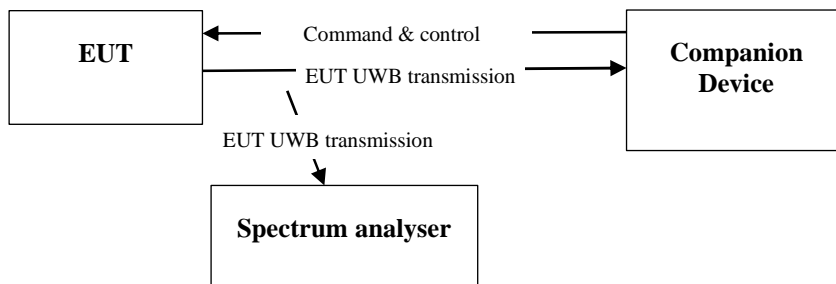 EUT
Command & control
EUT UWB transmission
Companion
Device
EUT UWB transmission
Spectrum analyser